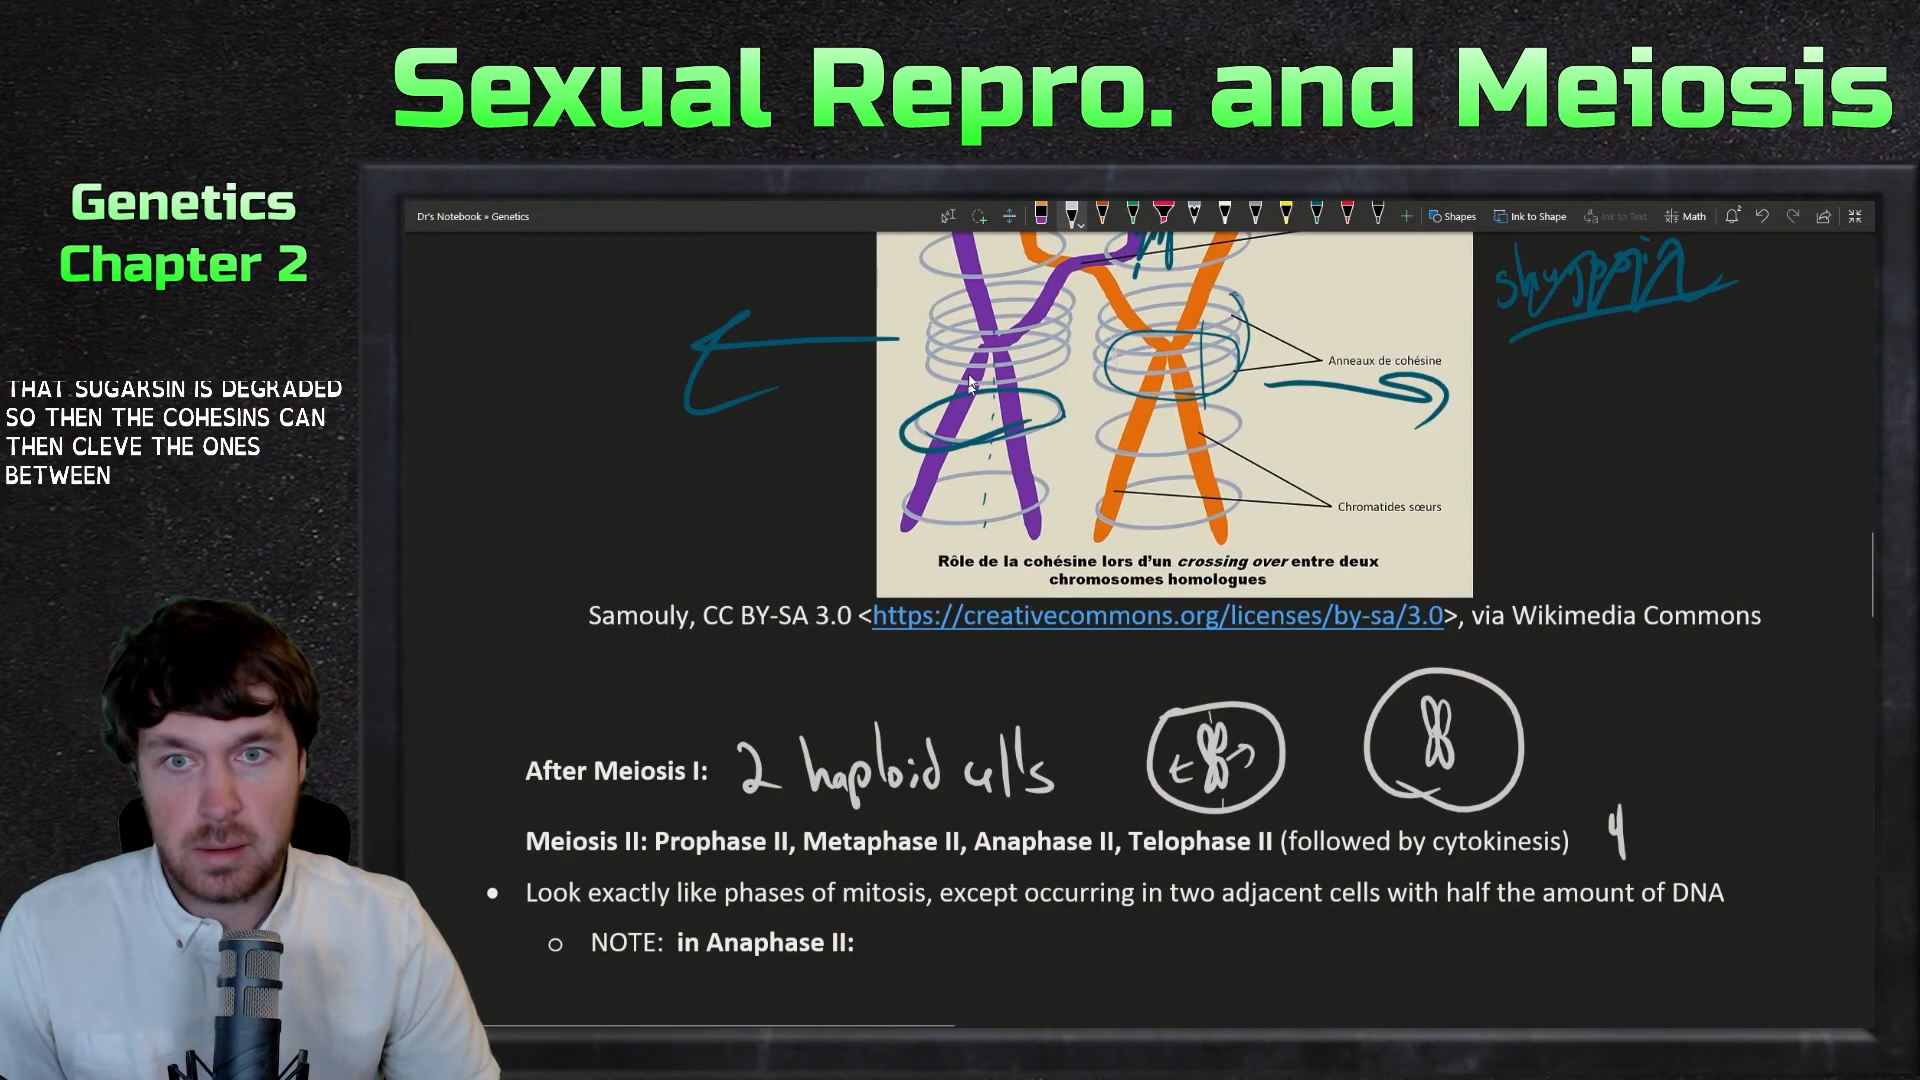 Sexual Repro. and Meiosis
Genetics
Chapter 2
Dr's Notebook » Genetics
Shapes
Ink to Shape
Ink to Text
Math
THAT SUGARSIN IS DEGRADED
SO THEN THE COHESINS CAN
THEN CLEVE THE ONES
BETWEEN
Anneaux de cohésine
Chromatides sœurs
Rôle de la cohésine lors d'un crossing over entre deux
chromosomes homologues
Samouly, CC BY-SA 3.0 <https://creativecommons.org/licenses/by-sa/3.0>, via Wikimedia Commons
After Meiosis I: 2 haploid cells
Meiosis II: Prophase II, Metaphase II, Anaphase II, Telophase II (followed by cytokinesis) 4
• Look exactly like phases of mitosis, except occurring in two adjacent cells with half the amount of DNA
o NOTE: in Anaphase II: